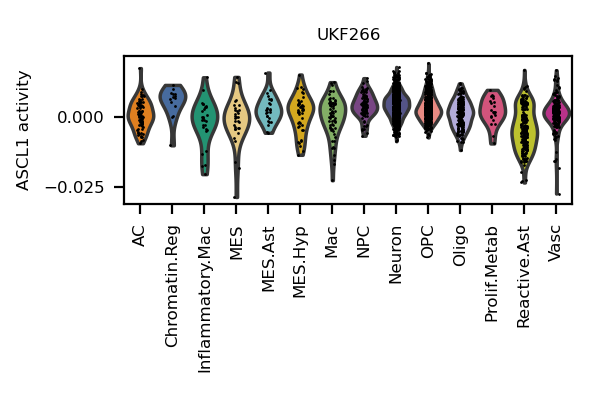 UKF266
ASCL1 activity
0.000
−0.025
AC
Chromatin.Reg
Inflammatory.Mac
MES
MES.Ast
MES.Hyp
Mac
NPC
Neuron
OPC
Oligo
Prolif.Metab
Reactive.Ast
Vasc